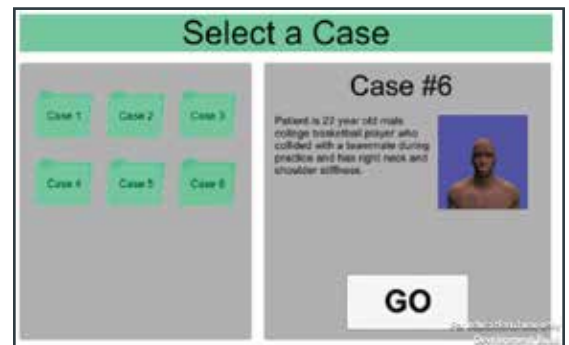 Select a Case
Case 1
Case 2
Case 3
Case 4
Case 5
Case 6
Case #6
Patient is 22 year old male
college basketball player who
collided with a teammate during
practice and has right neck and
shoulder stiffness.
GO